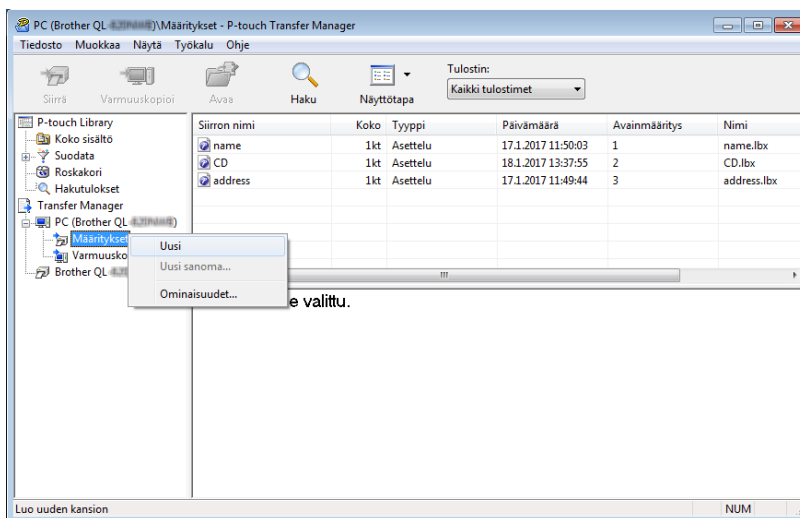 PC (Brother QL-)\Määritykset - P-touch Transfer Manager
Tiedosto Muokkaa Näytä Työkalu Ohje
Siirrä Varmuuskopioi Avaa Haku Näyttötapa
Tulostin:
Kaikki tulostimet
P-touch Library
Koko sisältö
Suodata
Roskakori
Hakutulokset
Transfer Manager
PC (Brother QL-)
Määritykset
Varmuusko
Brother QL-
Uusi
Uusi sanoma...
Ominaisuudet...
Siirron nimi Koko Tyyppi Päivämäärä Avainmääritys Nimi
name 1kt Asettelu 17.1.2017 11:50:03 1 name.lbx
CD 1kt Asettelu 18.1.2017 13:37:55 2 CD.lbx
address 1kt Asettelu 17.1.2017 11:49:44 3 address.lbx
e valittu.
Luo uuden kansion NUM